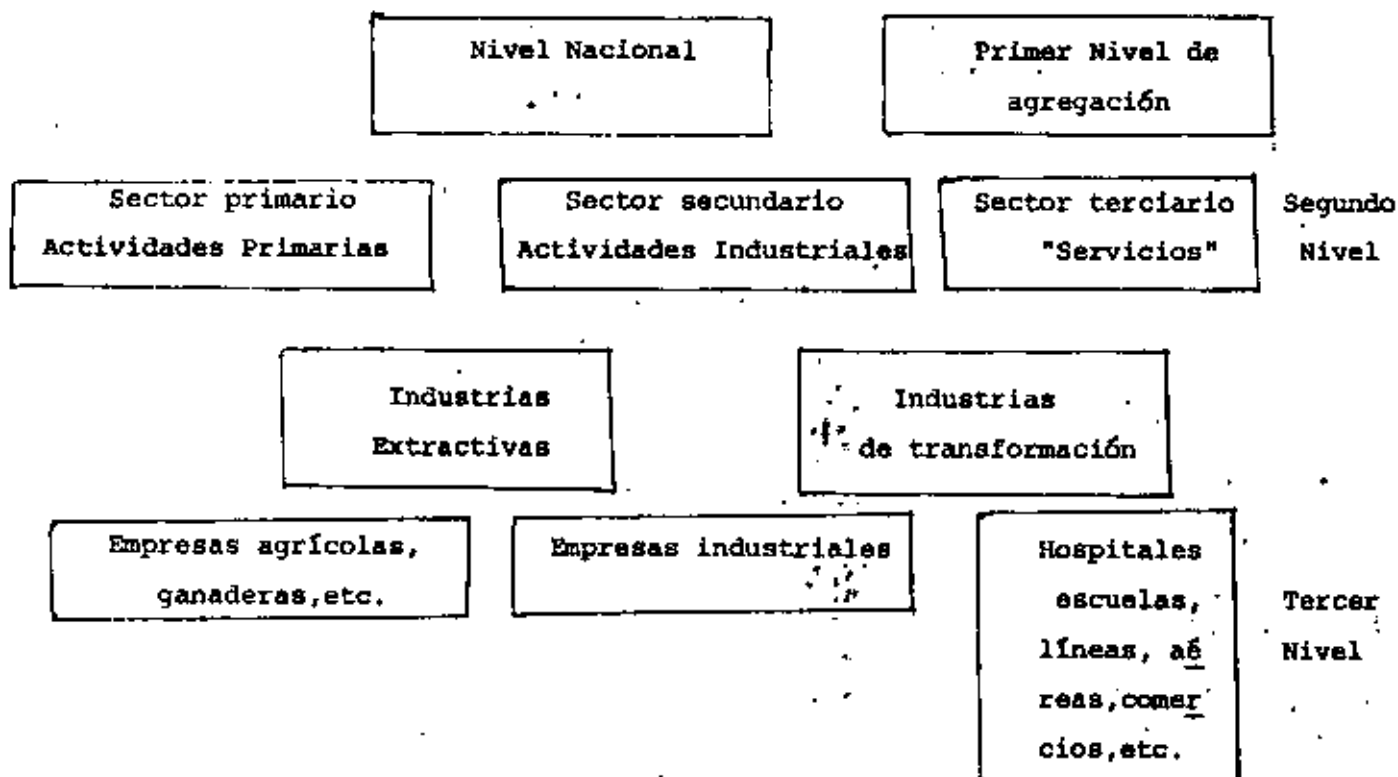 Nivel Nacional
Primer Nivel de
agregación
Sector primario
Actividades Primarias
Sector secundario
Actividades Industriales
Sector terciario
"Servicios"
Segundo
Nivel
Industrias
Extractivas
Industrias
de transformación
Empresas agrícolas,
ganaderas,etc.
Empresas industriales
Hospitales
escuelas,
líneas, aé
reas,comer
cios,etc.
Tercer
Nivel